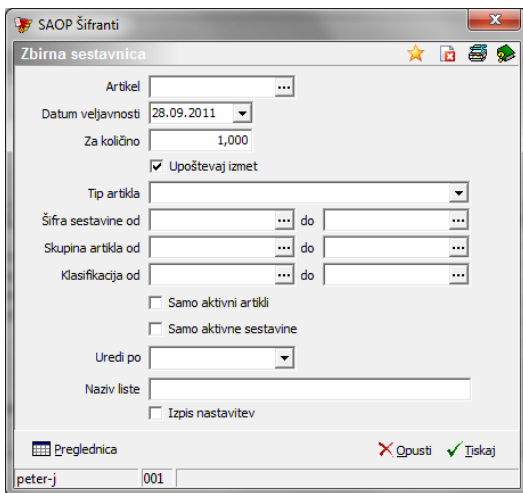 SAOP Šifranti
Zbirna sestavnica
Artikel
Datum veljavnosti 28.09.2011
Za količino 1,000
Upoštevaj izmet
Tip artikla
Šifra sestavine od do
Skupina artikla od do
Klasifikacija od do
Samo aktivni artikli
Samo aktivne sestavine
Uredi po
Naziv liste
Izpis nastavitev
Preglednica Opusti Tiskaj
peter-j 001